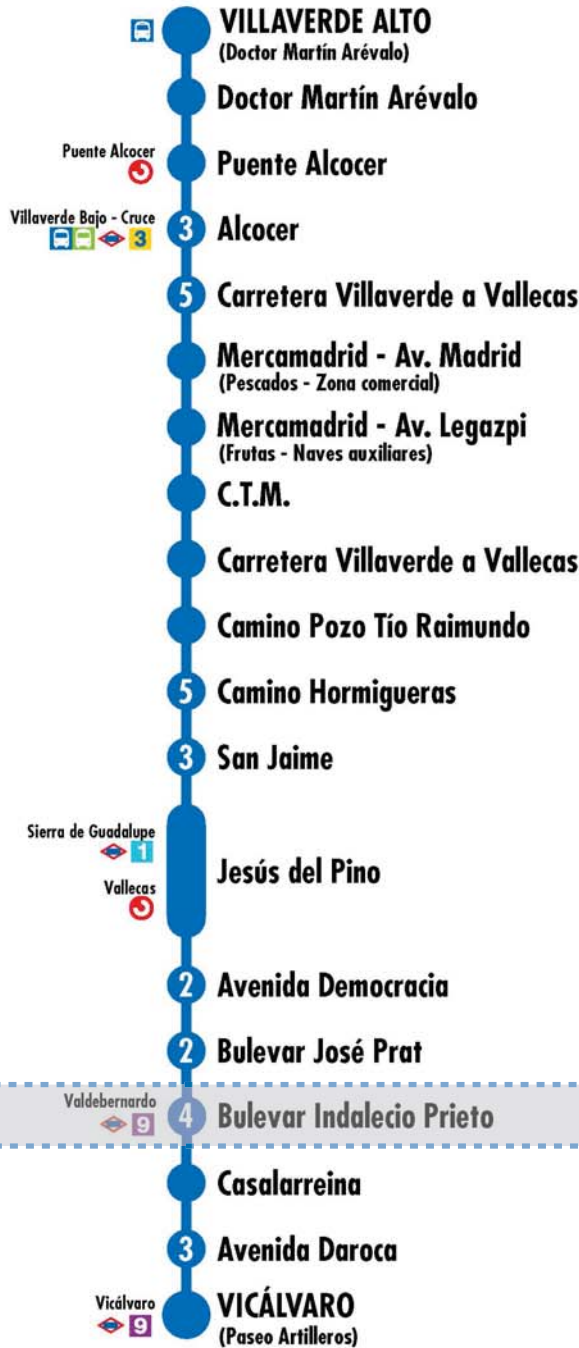 VILLAVERDE ALTO
(Doctor Martín Arévalo)
Doctor Martín Arévalo
Puente Alcocer
Puente Alcocer
Villaverde Bajo - Cruce
3
3
Alcocer
5
Carretera Villaverde a Vallecas
Mercamadrid - Av. Madrid
(Pescados - Zona comercial)
Mercamadrid - Av. Legazpi
(Frutas - Naves auxiliares)
C.T.M.
Carretera Villaverde a Vallecas
Camino Pozo Tío Raimundo
5
Camino Hormigueras
3
San Jaime
Sierra de Guadalupe
1
Vallecas
Jesús del Pino
2
Avenida Democracia
2
Bulevar José Prat
Valdebernardo
9
4
Bulevar Indalecio Prieto
Casalarreina
3
Avenida Daroca
Vicálvaro
9
VICÁLVARO
(Paseo Artilleros)